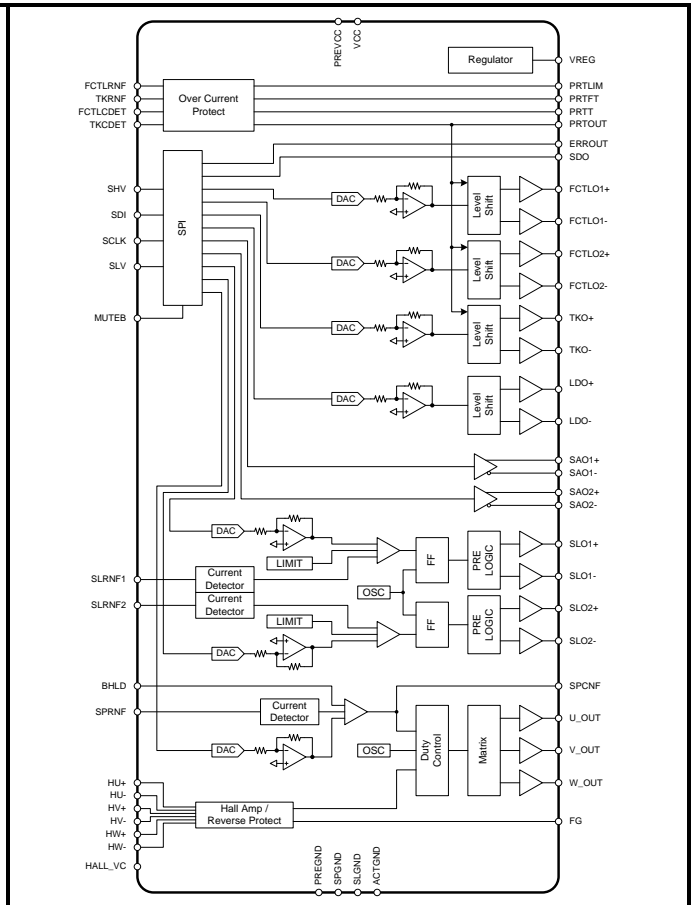 PREVCC
VCC
Regulator
VREG
FCTLRNF
TKRNF
FCTLCDET
TKCDET
Over Current
Protect
PRTLIM
PRTFT
PRTT
PRTOUT
ERROUT
SDO
SHV
SDI
SCLK
SLV
MUTEB
SPI
DAC
Level
Shift
FCTLO1+
FCTLO1-
DAC
Level
Shift
FCTLO2+
FCTLO2-
DAC
Level
Shift
TKO+
TKO-
DAC
Level
Shift
LDO+
LDO-
SAO1+
SAO1-
SAO2+
SAO2-
DAC
LIMIT
FF
PRE
LOGIC
SLO1+
SLO1-
SLRNF1
SLRNF2
Current
Detector
Current
Detector
OSC
LIMIT
DAC
FF
PRE
LOGIC
SLO2+
SLO2-
BHLD
SPRNF
Current
Detector
DAC
OSC
Duty
Control
Matrix
SPCNF
U_OUT
V_OUT
W_OUT
HU+
HU-
HV+
HV-
HW+
HW-
HALL_VC
Hall Amp /
Reverse Protect
FG
PREGND
SPGND
SLGND
ACTGND